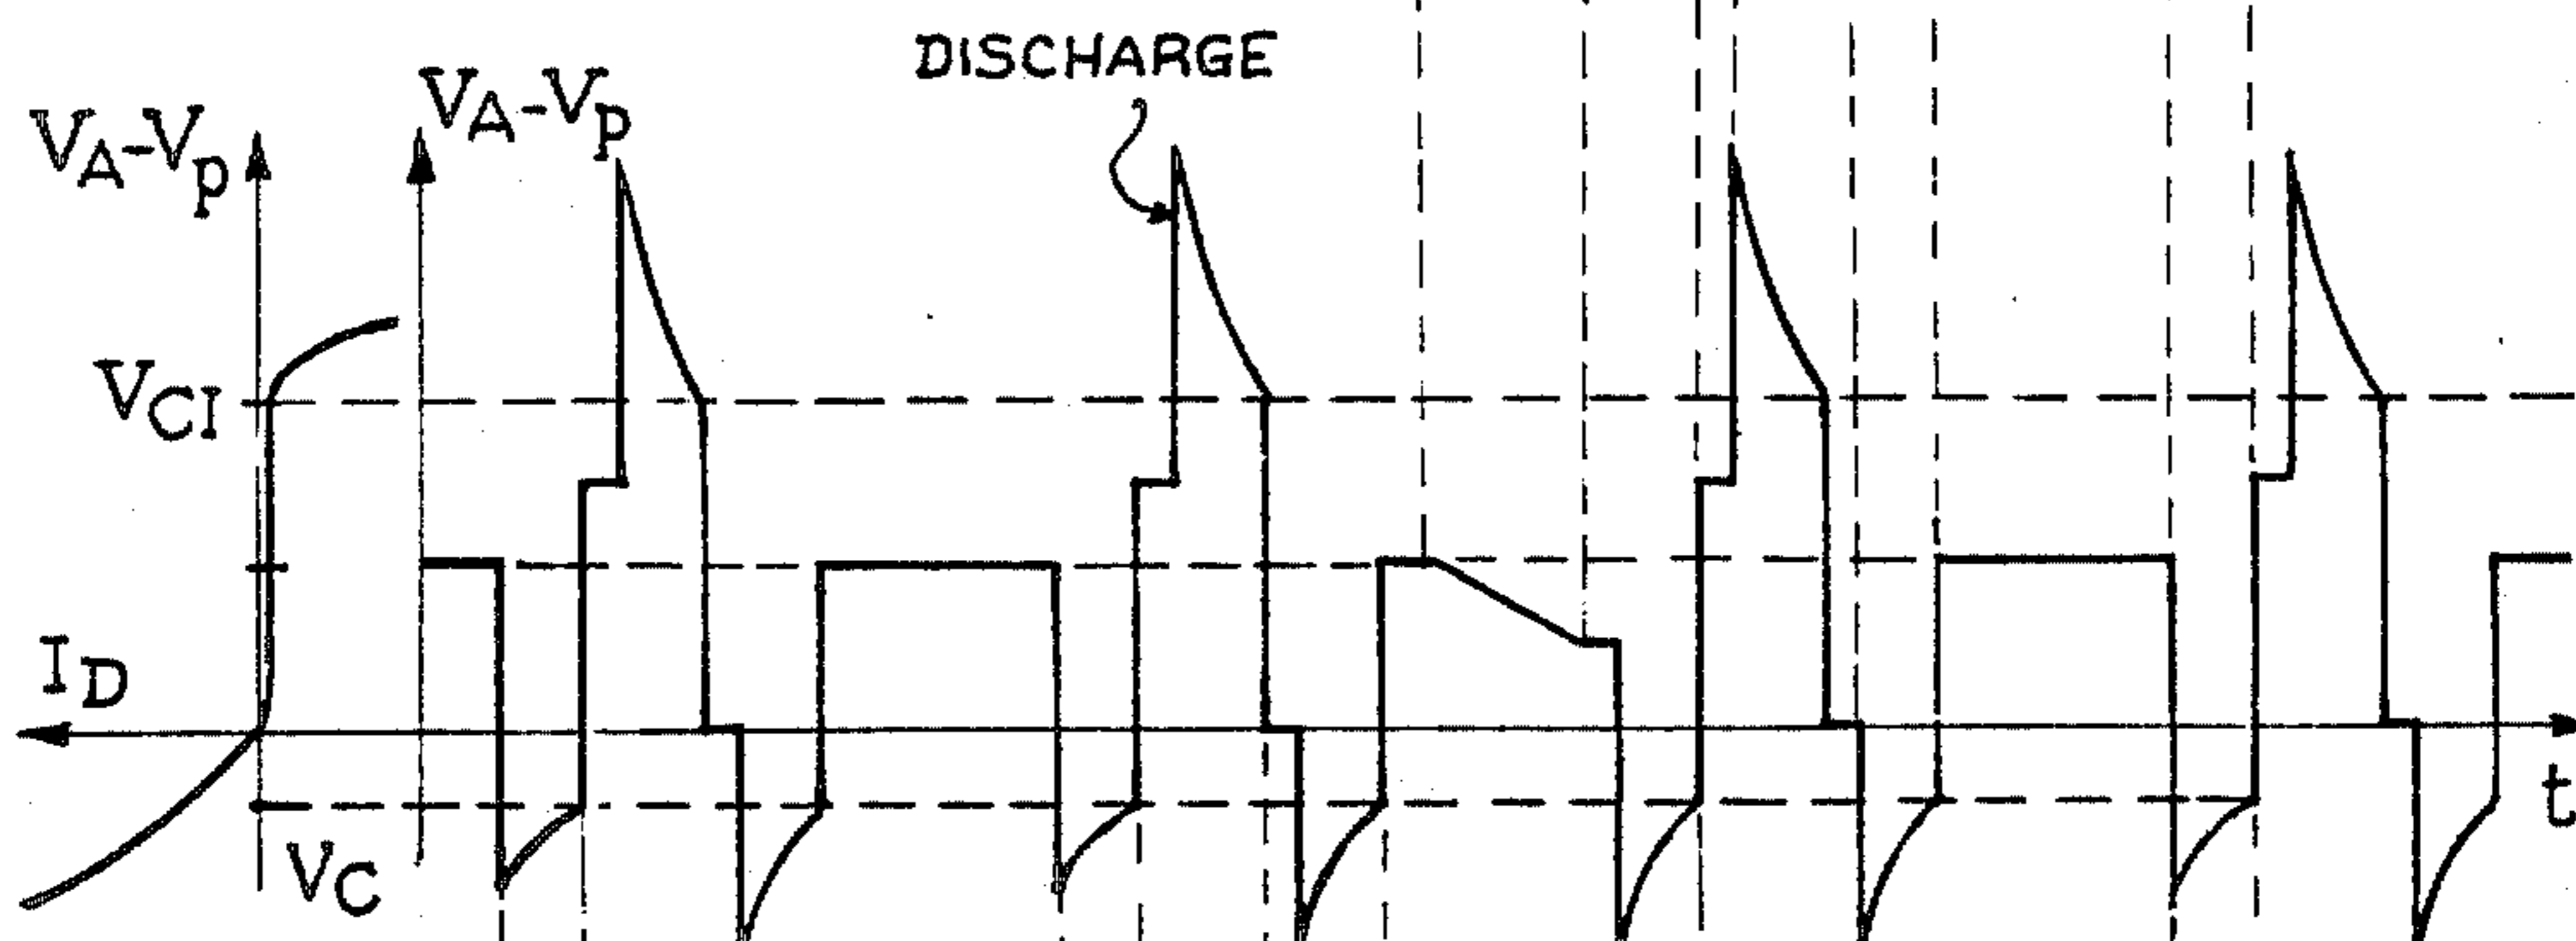 DISCHARGE
VA-Vp
VA-VP
VCI
ID
VC
t